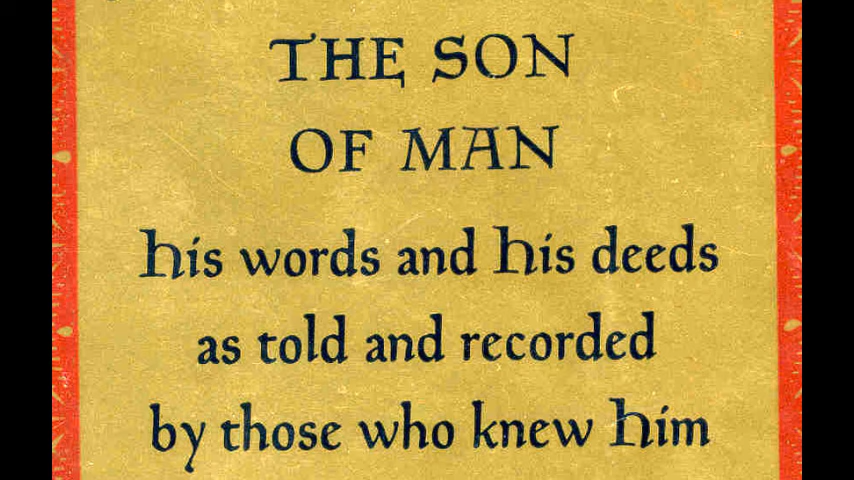 THE SON
OF MAN
his words and his deeds
as told and recorded
by those who knew him